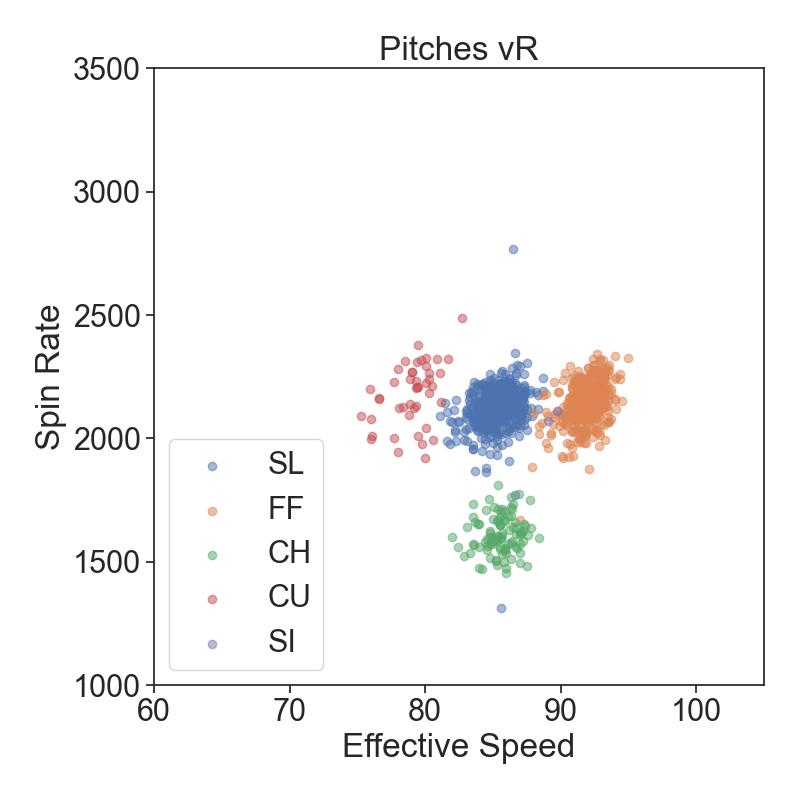 Pitches vR
3500
3000
2500
2000
1500
1000
Spin Rate
SL
FF
CH
CU
SI
60 70 80 90 100
Effective Speed